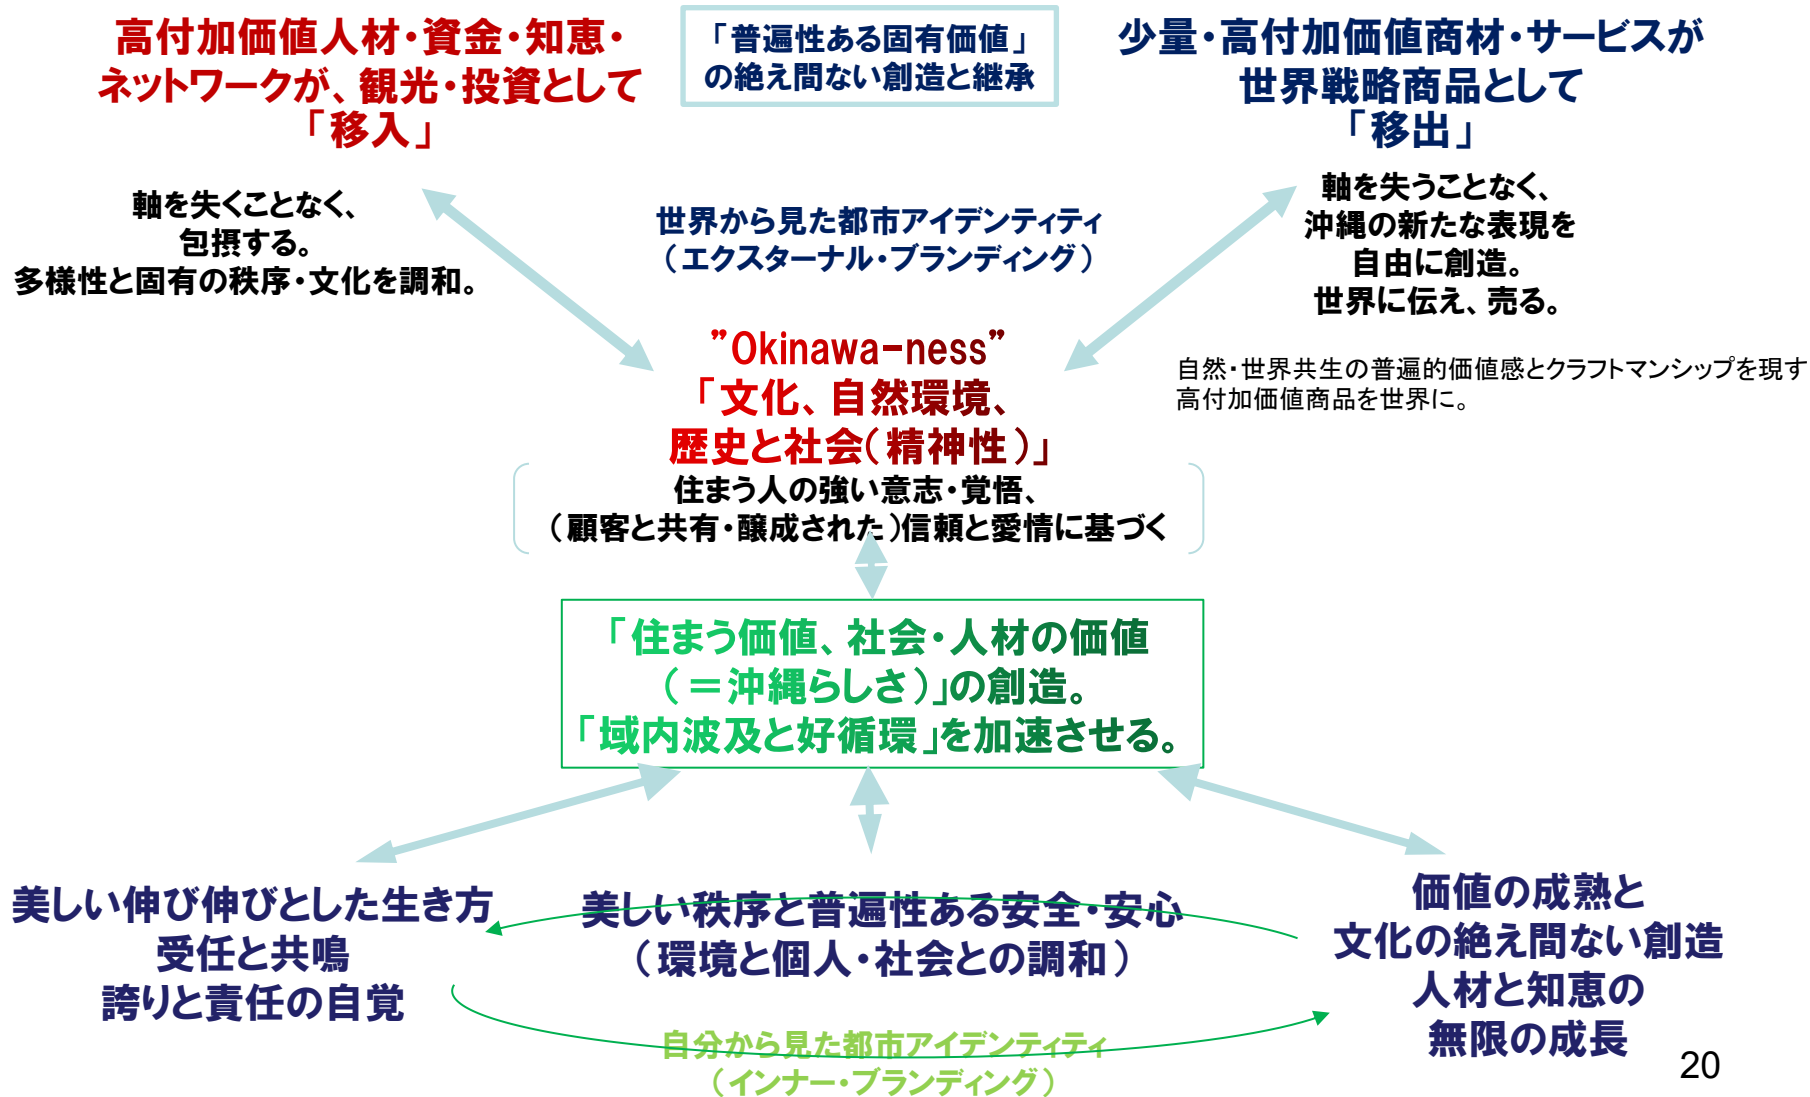 高付加価値人材・資金・知恵・
ネットワークが、観光・投資として
「移入」
「普遍性ある固有価値」
の絶え間ない創造と継承
少量・高付加価値商材・サービスが
世界戦略商品として
「移出」
軸を失くことなく、
包摂する。
多様性と固有の秩序・文化を調和。
世界から見た都市アイデンティティ
（エクスターナル・ブランディング）
軸を失うことなく、
沖縄の新たな表現を
自由に創造。
世界に伝え、売る。
自然・世界共生の普遍的価値感とクラフトマンシップを現す
高付加価値商品を世界に。
”Okinawa-ness”
「文化、自然環境、
歴史と社会（精神性）」
住まう人の強い意志・覚悟、
（顧客と共有・醸成された）信頼と愛情に基づく
「住まう価値、社会・人材の価値
（＝沖縄らしさ）」の創造。
「域内波及と好循環」を加速させる。
美しい伸び伸びとした生き方
受任と共鳴
誇りと責任の自覚
美しい秩序と普遍性ある安全・安心
（環境と個人・社会との調和）
価値の成熟と
文化の絶え間ない創造
人材と知恵の
無限の成長
自分から見た都市アイデンティティ
（インナー・ブランディング）
20